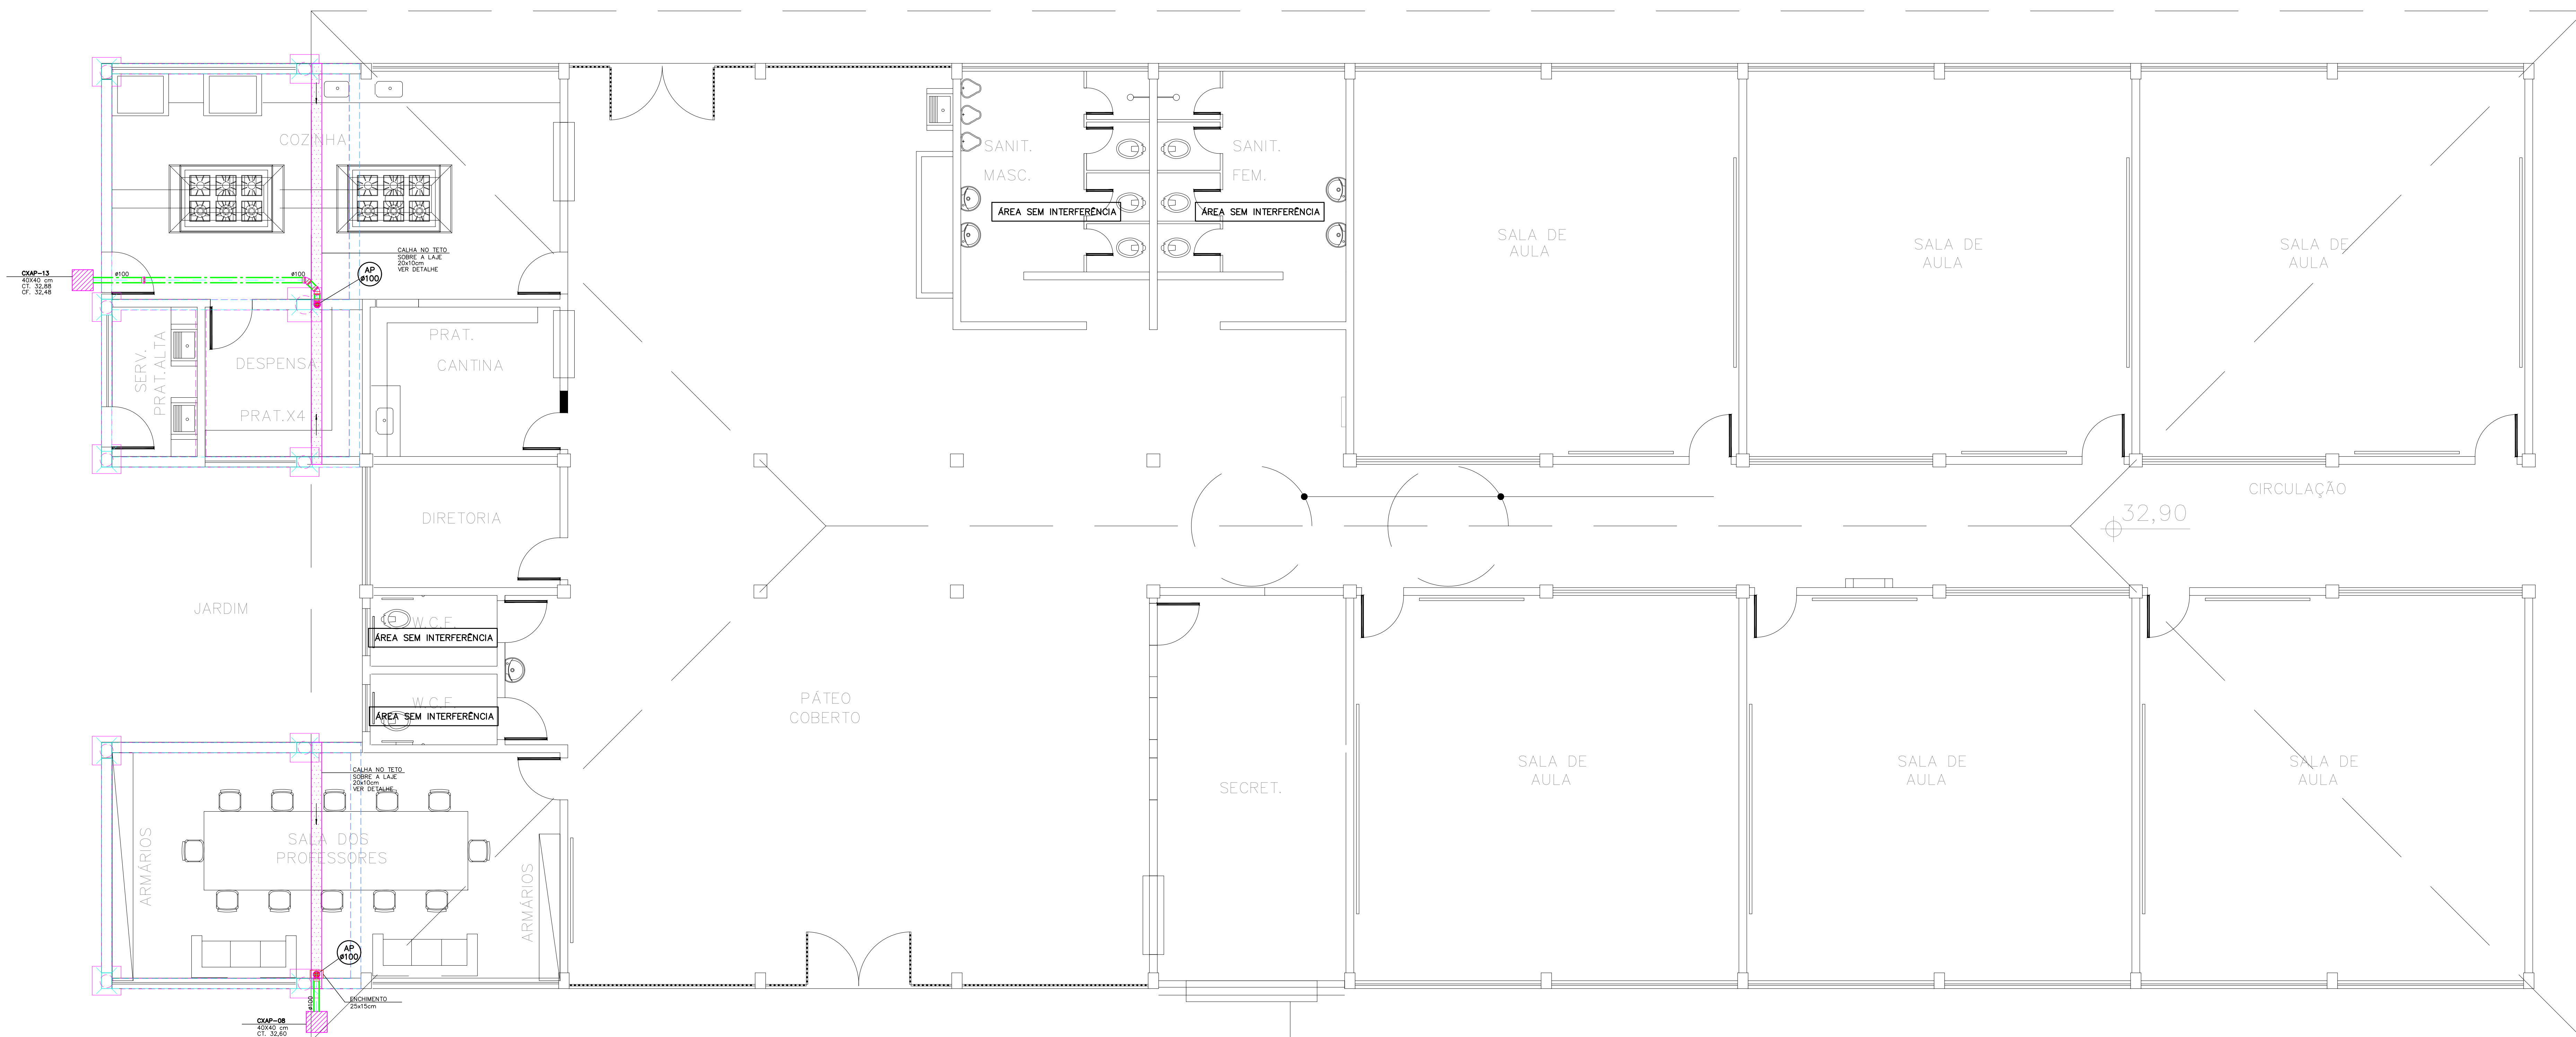 COZINHA
SANIT.
MASC.
SANIT.
FEM.
ÁREA SEM INTERFERÊNCIA
ÁREA SEM INTERFERÊNCIA
SALA DE
AULA
SALA DE
AULA
SALA DE
AULA
CALHA NO TETO
SOBRE A LAJE
20x10cm
VER DETALHE
AP
ø100
CXAP-13
40X40 cm
CT. 32,88
CF. 32,48
ø100
ø100
SERV.
PRAT.ALTA
DESPENSA
PRAT.X4
PRAT.
CANTINA
DIRETORIA
CIRCULAÇÃO
32,90
JARDIM
W.C.F.
ÁREA SEM INTERFERÊNCIA
W.C.F.
ÁREA SEM INTERFERÊNCIA
PÁTEO
COBERTO
CALHA NO TETO
SOBRE A LAJE
20x10cm
VER DETALHE
ARMÁRIOS
SALA DOS
PROFESSORES
ARMÁRIOS
SECRET.
SALA DE
AULA
SALA DE
AULA
SALA DE
AULA
AP
ø100
ENCHIMENTO
25x15cm
ø100
CXAP-08
40X40 cm
CT. 32,60